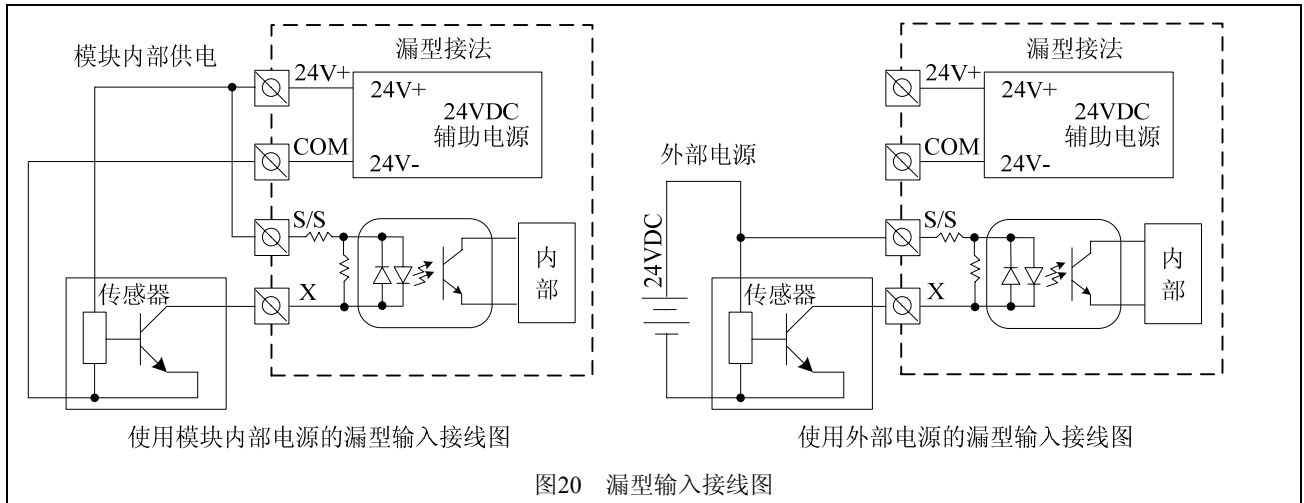 模块内部供电
漏型接法
24V+
24V+
24VDC
辅助电源
COM
24V-
S/S
X
内
部
传感器
使用模块内部电源的漏型输入接线图
漏型接法
24V+
24V+
24VDC
辅助电源
COM
24V-
外部电源
24VDC
S/S
X
内
部
传感器
使用外部电源的漏型输入接线图
图20 漏型输入接线图